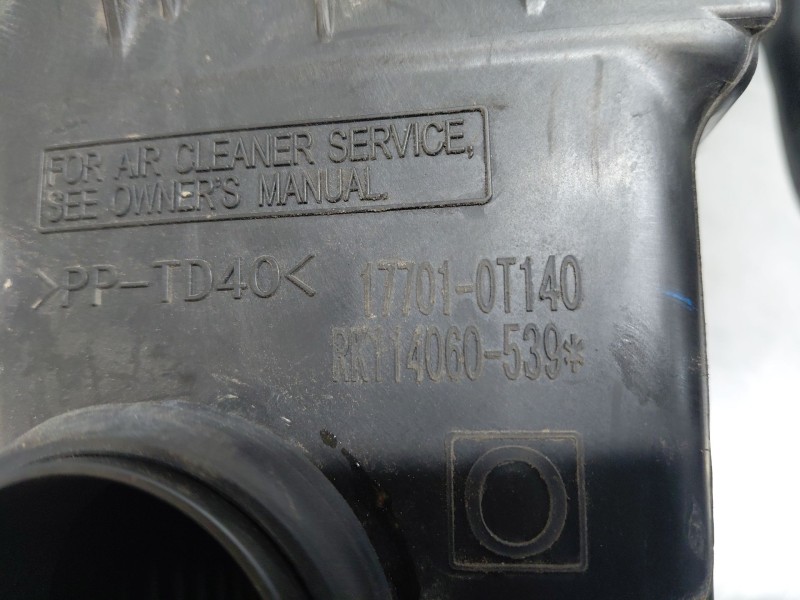 FOR AIR CLEANER SERVICE,
SEE OWNER'S MANUAL.
>PP-TD40<
17701-0T140
RK114060-539*
O